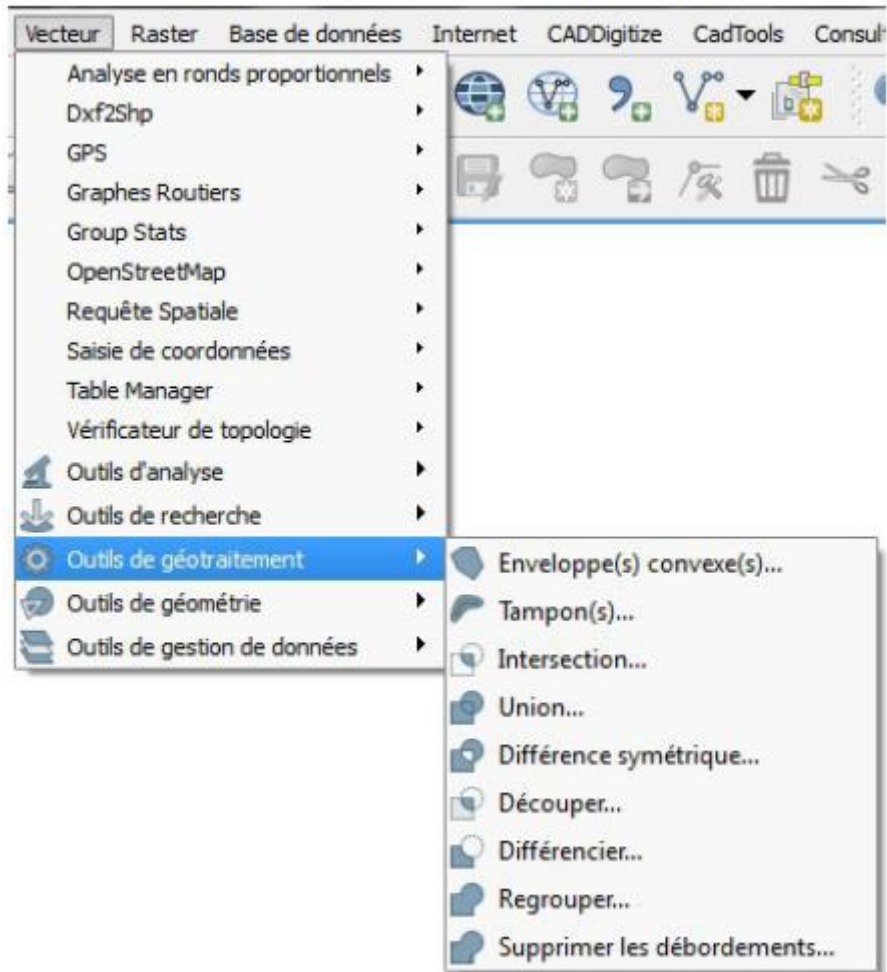 Vecteur Raster Base de données Internet CADDigitize CadTools Consult
Analyse en ronds proportionnels
Dxf2Shp
GPS
Graphes Routiers
Group Stats
OpenStreetMap
Requête Spatiale
Saisie de coordonnées
Table Manager
Vérificateur de topologie
Outils d'analyse
Outils de recherche
Outils de géotraitement
Outils de géométrie
Outils de gestion de données
Enveloppe(s) convexe(s)...
Tampon(s)...
Intersection...
Union...
Différence symétrique...
Découper...
Différencier...
Regrouper...
Supprimer les débordements...